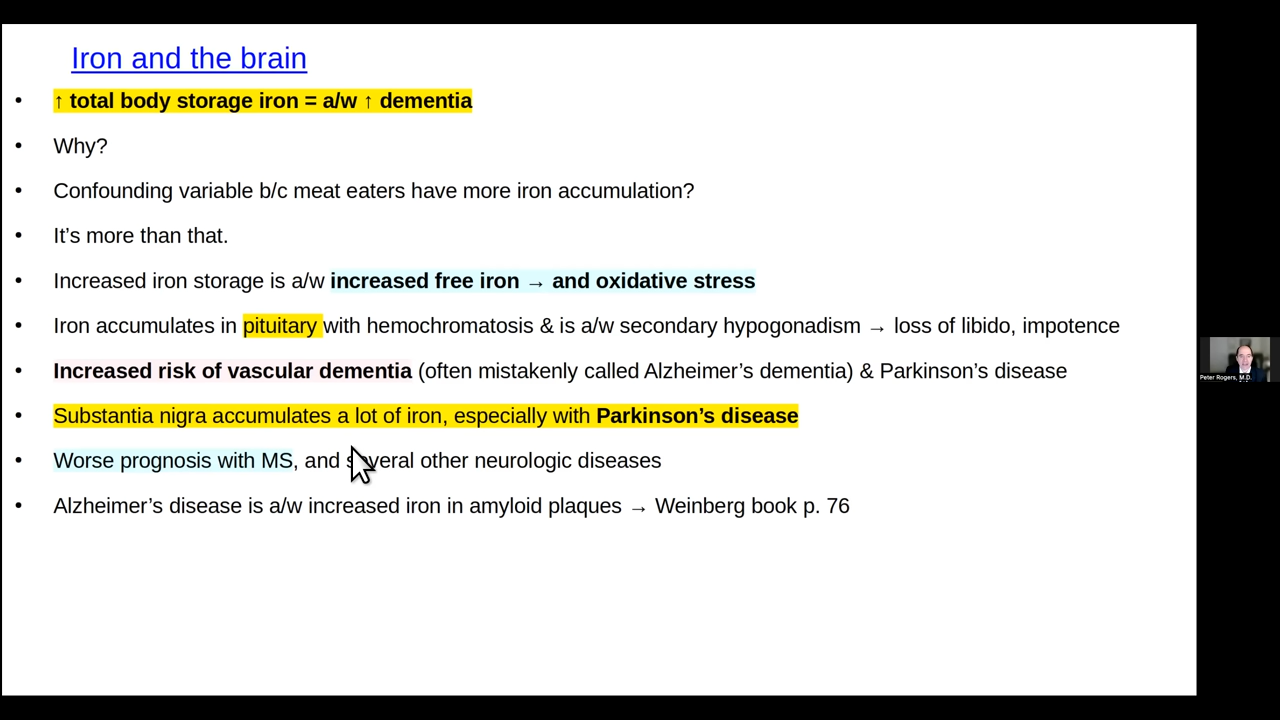 Iron and the brain
• ↑ total body storage iron = a/w ↑ dementia
• Why?
• Confounding variable b/c meat eaters have more iron accumulation?
• It's more than that.
• Increased iron storage is a/w increased free iron → and oxidative stress
• Iron accumulates in pituitary with hemochromatosis & is a/w secondary hypogonadism → loss of libido, impotence
• Increased risk of vascular dementia (often mistakenly called Alzheimer's dementia) & Parkinson's disease
• Substantia nigra accumulates a lot of iron, especially with Parkinson's disease
• Worse prognosis with MS, and several other neurologic diseases
• Alzheimer's disease is a/w increased iron in amyloid plaques → Weinberg book p. 76
Peter Rogers, M.D.